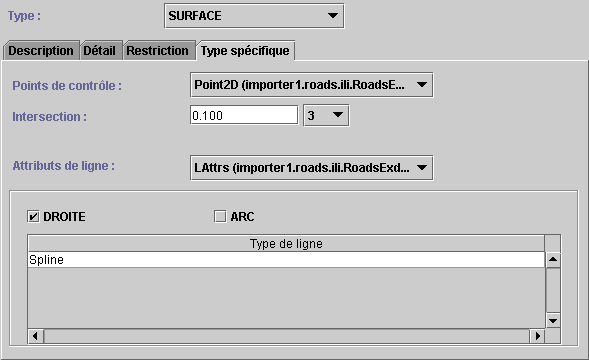 Type : SURFACE
Description Détail Restriction Type spécifique
Points de contrôle : Point2D (importer1.roads.ili.RoadsE...
Intersection : 0.100 3
Attributs de ligne : LAttrs (importer1.roads.ili.RoadsExd...
DROITE ARC
Type de ligne
Spline